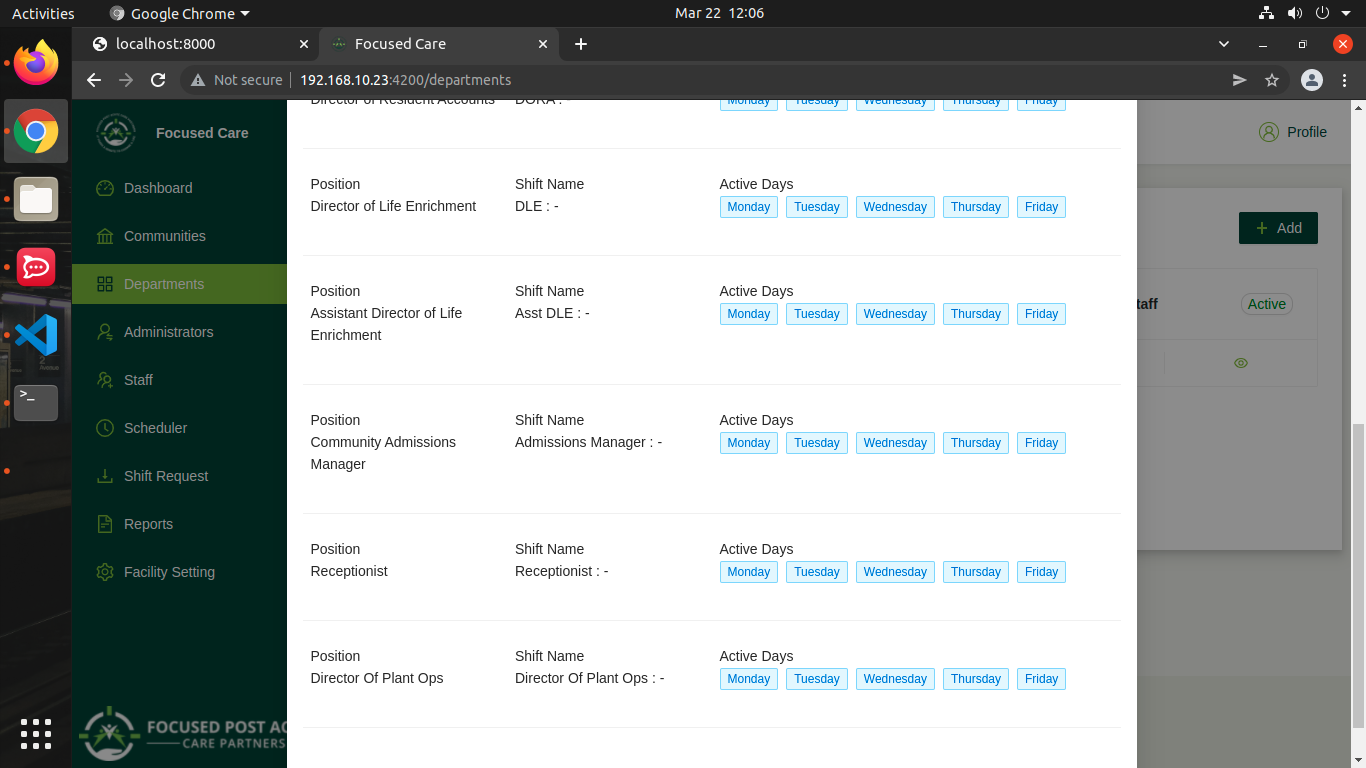 Activities
Google Chrome
Mar 22 12:06
localhost:8000
Focused Care
Not secure
192.168.10.23:4200/departments
Focused Care
Dashboard
Communities
Departments
Administrators
Staff
Scheduler
Shift Request
Reports
Facility Setting
FOCUSED POST AC
CARE PARTNERS
Director of Resident Accounts DORA : - Monday Tuesday Wednesday Thursday Friday
Position Shift Name Active Days
Director of Life Enrichment DLE : - Monday Tuesday Wednesday Thursday Friday
Position Shift Name Active Days
Assistant Director of Life Asst DLE : - Monday Tuesday Wednesday Thursday Friday
Enrichment
Position Shift Name Active Days
Community Admissions Admissions Manager : - Monday Tuesday Wednesday Thursday Friday
Manager
Position Shift Name Active Days
Receptionist Receptionist : - Monday Tuesday Wednesday Thursday Friday
Position Shift Name Active Days
Director Of Plant Ops Director Of Plant Ops : - Monday Tuesday Wednesday Thursday Friday
Profile
Add
taff
Active